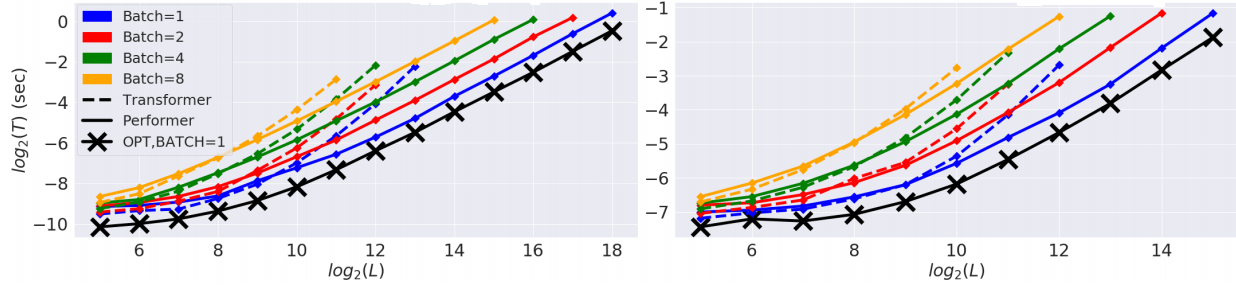 0
−2
−4
−6
−8
−10
log₂(T) (sec)
Batch=1
Batch=2
Batch=4
Batch=8
Transformer
Performer
OPT,BATCH=1
6 8 10 12 14 16 18
log₂(L)
−1
−2
−3
−4
−5
−6
−7
6 8 10 12 14
log₂(L)